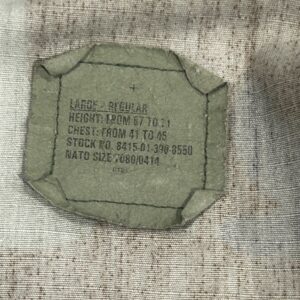 LARGE - REGULAR
HEIGHT: FROM 67 TO 71
CHEST: FROM 41 TO 45
STOCK NO. 8415-01-390-8550
NATO SIZE 7080/0414